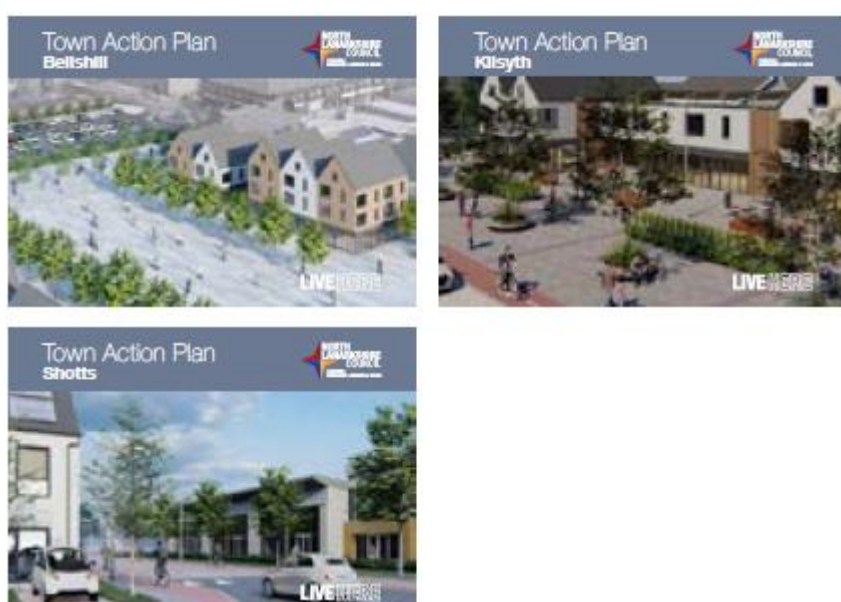 Town Action Plan
Bellshill
NORTH
LANARKSHIRE
COUNCIL
LIVE HERE
Town Action Plan
Kilsyth
NORTH
LANARKSHIRE
COUNCIL
LIVE HERE
Town Action Plan
Shotts
NORTH
LANARKSHIRE
COUNCIL
LIVE HERE